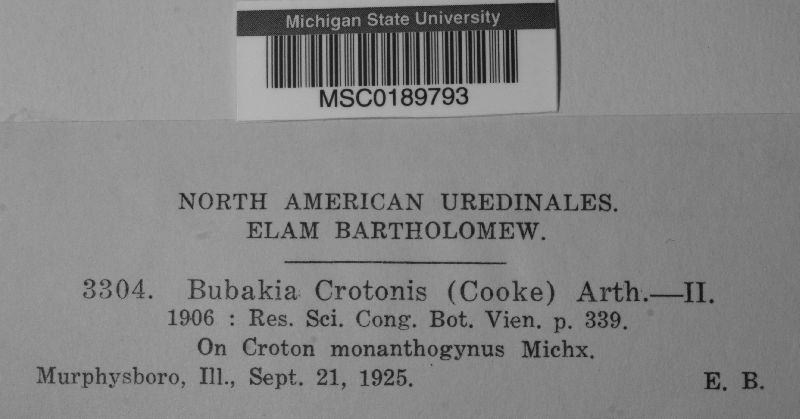 Michigan State University
MSC0189793
NORTH AMERICAN UREDINALES.
ELAM BARTHOLOMEW.
3304. Bubakia Crotonis (Cooke) Arth.—II.
1906 : Res. Sci. Cong. Bot. Vien. p. 339.
On Croton monanthogynus Michx.
Murphysboro, Ill., Sept. 21, 1925. E. B.